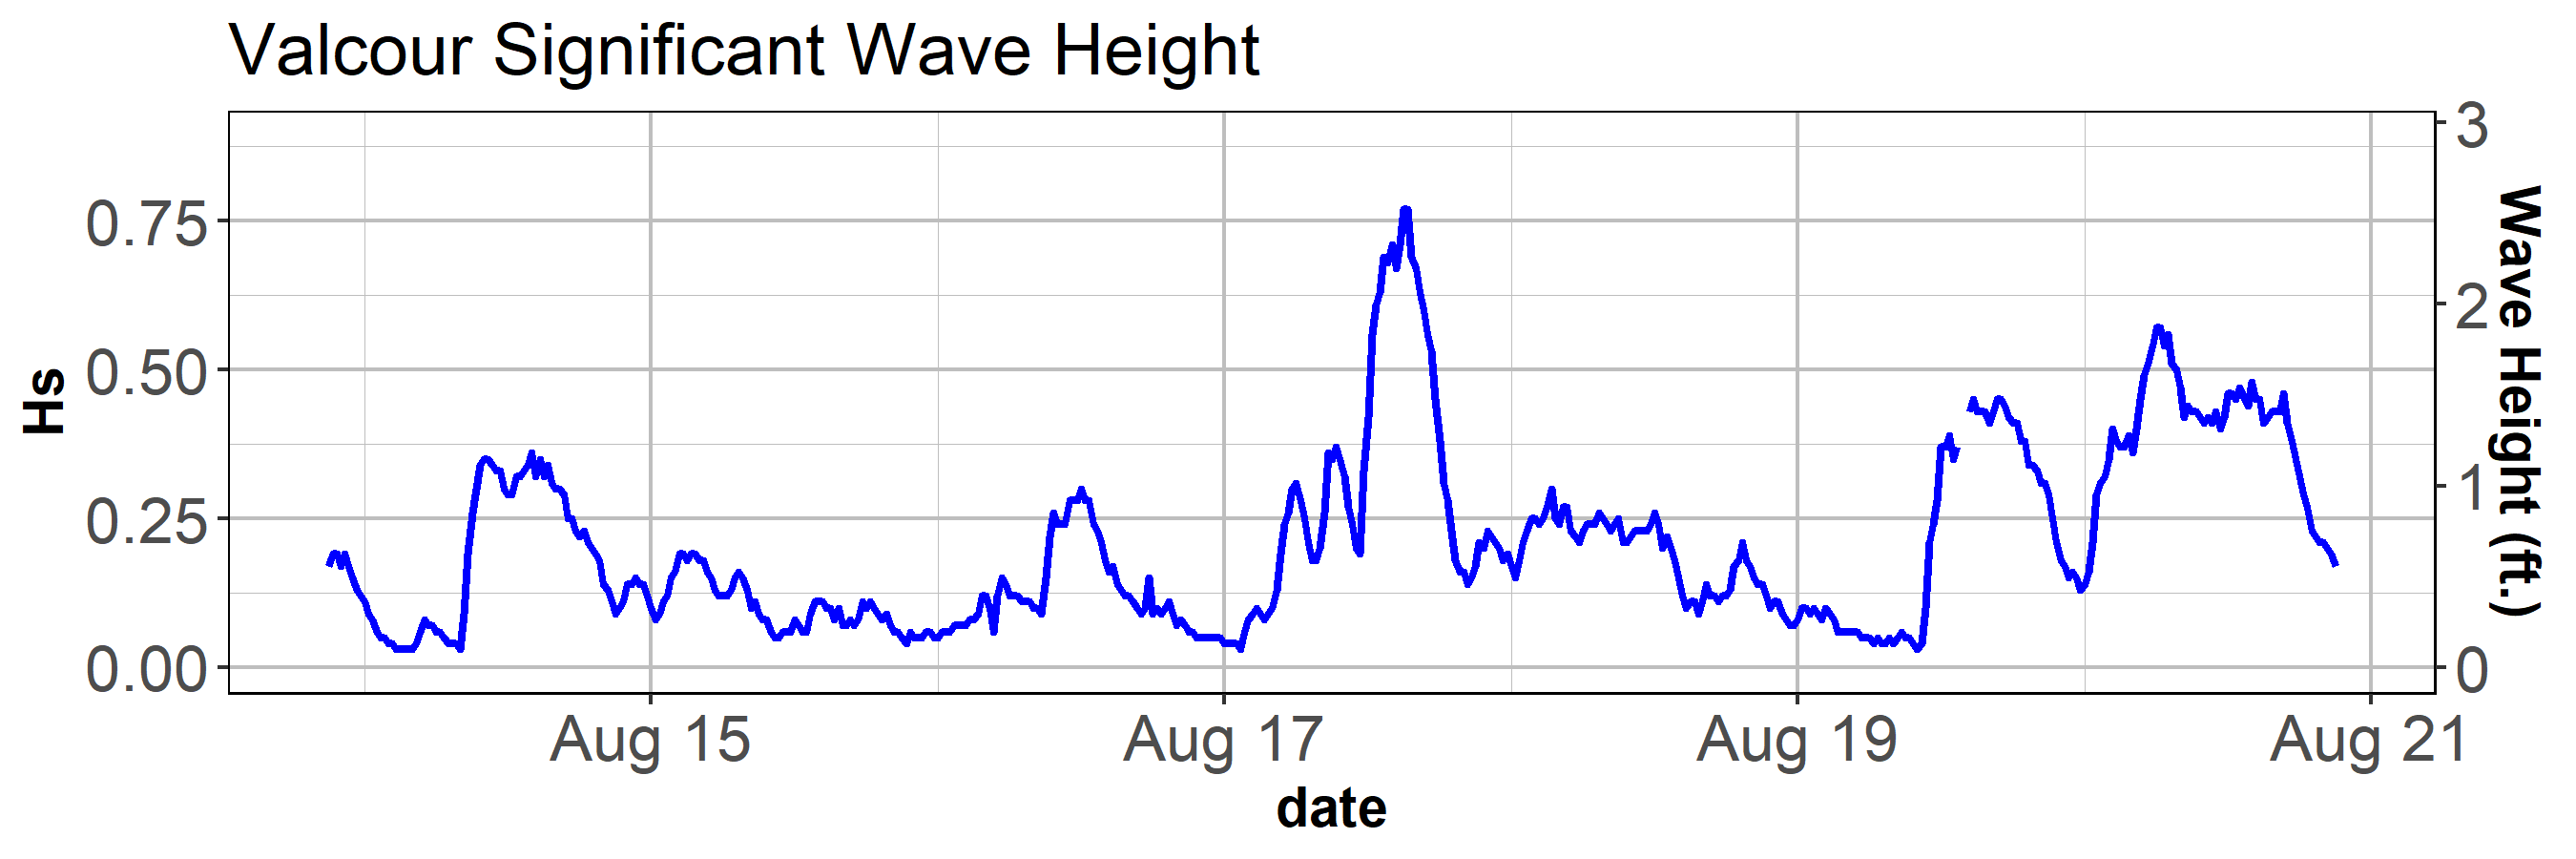 Valcour Significant Wave Height
Hs
0.75
0.50
0.25
0.00
3
2
1
0
Wave Height (ft.)
Aug 15 Aug 17 Aug 19 Aug 21
date